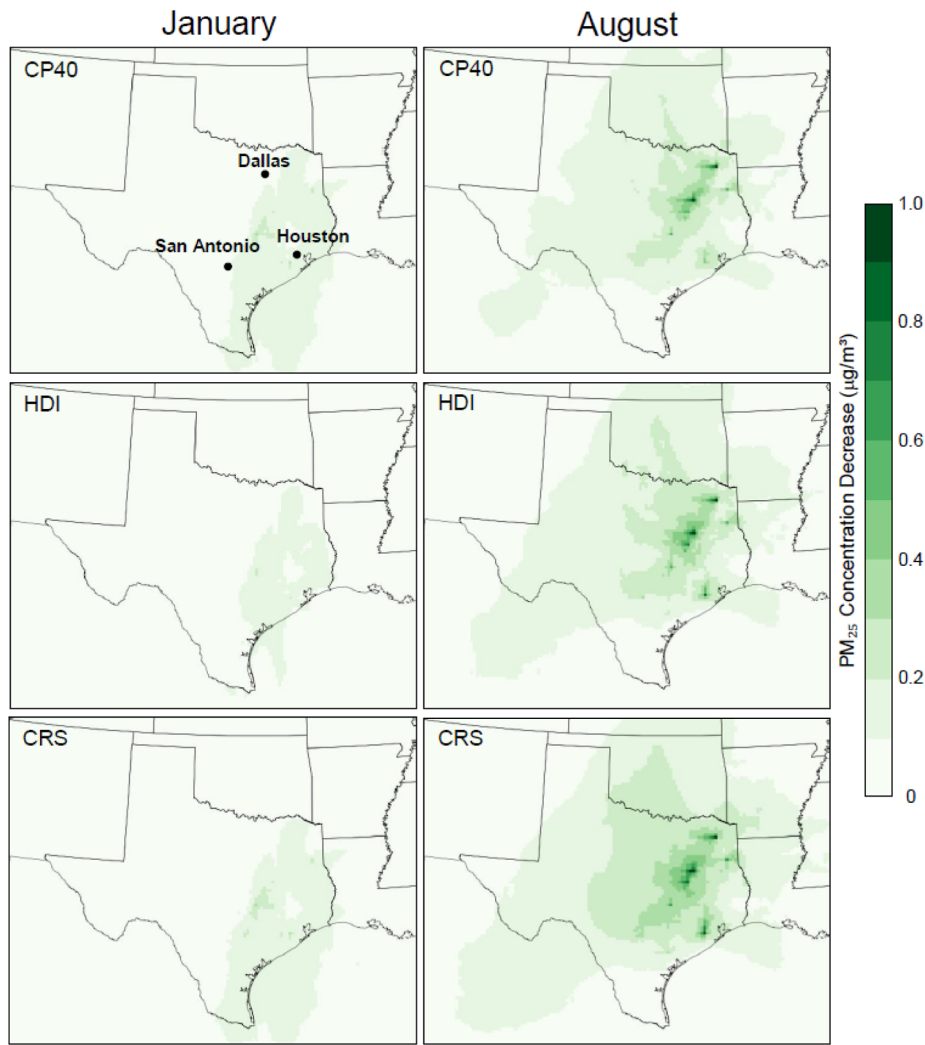 January
August
CP40
Dallas
San Antonio
Houston
CP40
HDI
HDI
CRS
CRS
1.0
0.8
0.6
0.4
0.2
0
PM₂₅ Concentration Decrease (µg/m³)